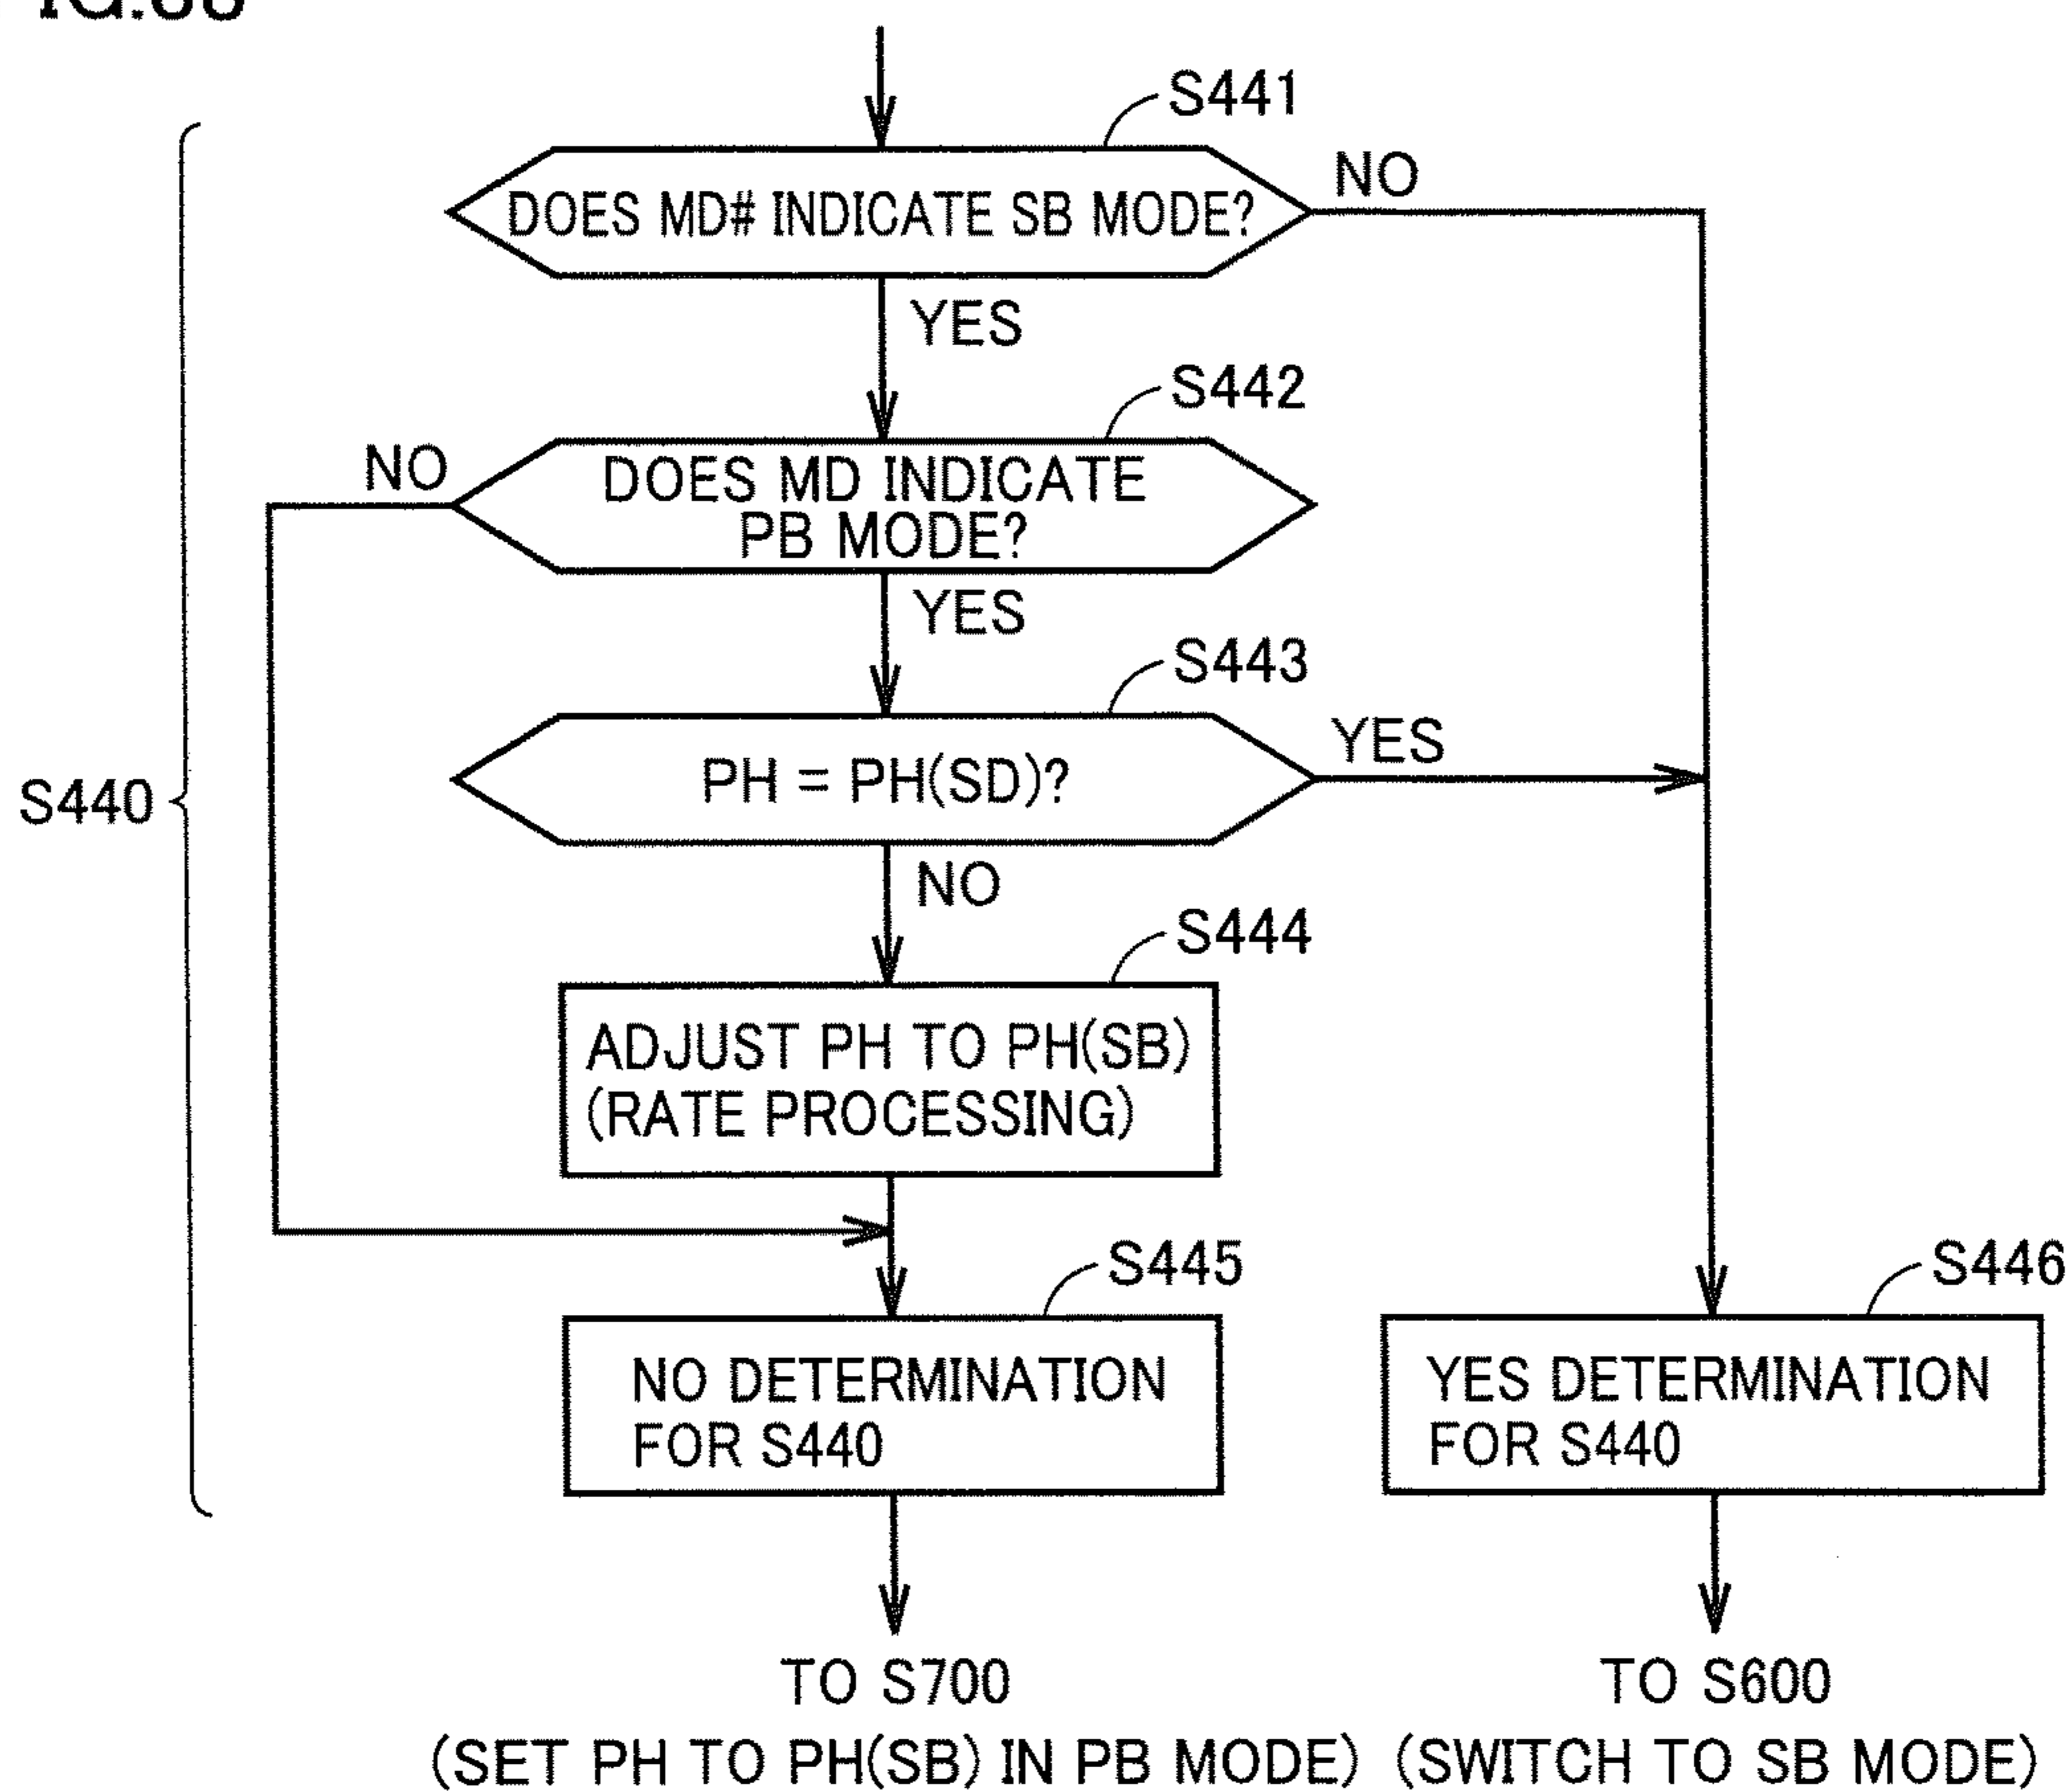 S441
DOES MD# INDICATE SB MODE?
NO
YES
S442
NO
DOES MD INDICATE
PB MODE?
YES
S443
PH = PH(SD)?
YES
NO
S440
S444
ADJUST PH TO PH(SB)
(RATE PROCESSING)
S445
NO DETERMINATION
FOR S440
S446
YES DETERMINATION
FOR S440
TO S700
(SET PH TO PH(SB) IN PB MODE)
TO S600
(SWITCH TO SB MODE)